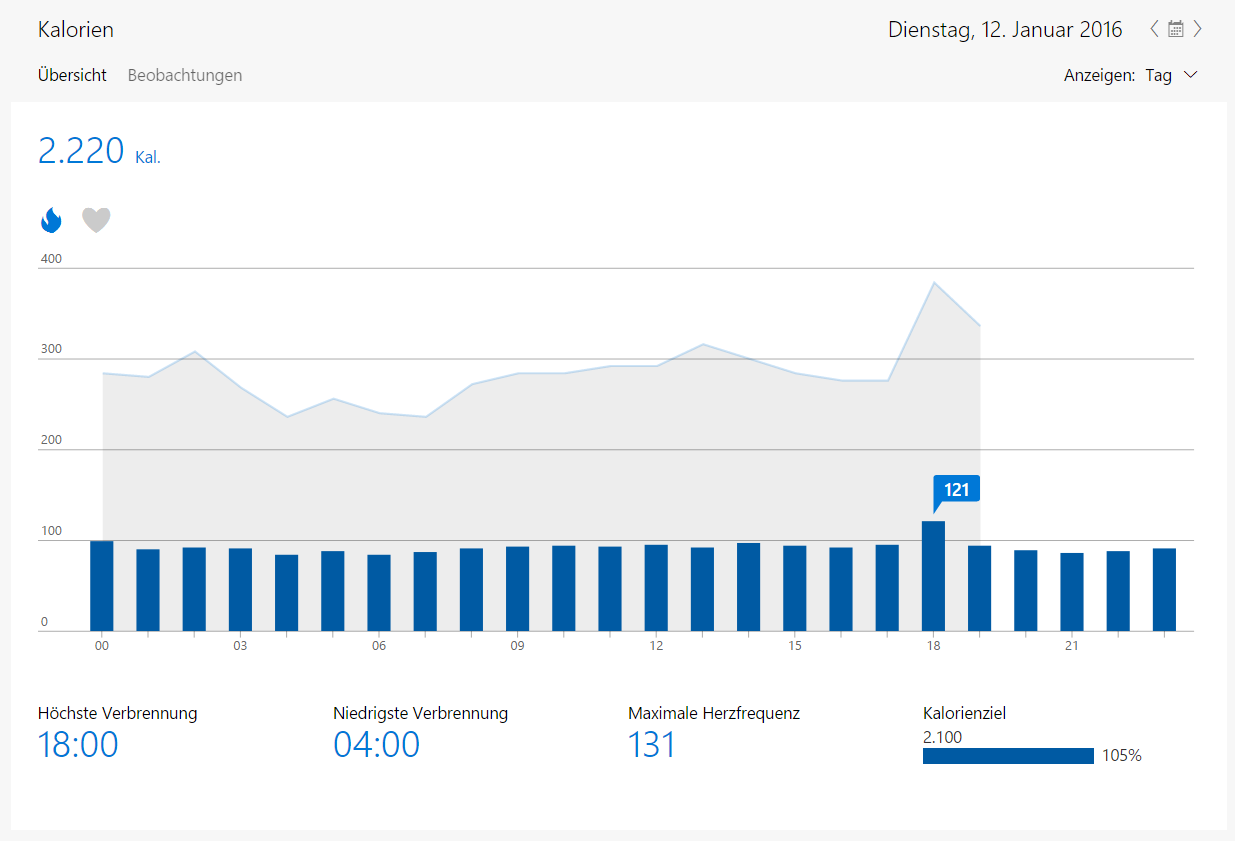 Kalorien
Dienstag, 12. Januar 2016
Übersicht Beobachtungen
Anzeigen: Tag
2.220 Kal.
400
300
200
121
100
0
00 03 06 09 12 15 18 21
Höchste Verbrennung
18:00
Niedrigste Verbrennung
04:00
Maximale Herzfrequenz
131
Kalorienziel
2.100
105%